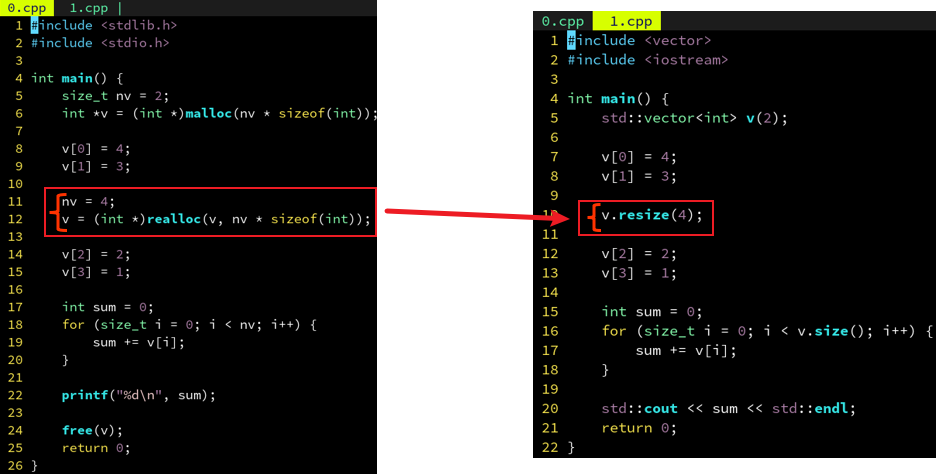 0.cpp 1.cpp |
1 #include <stdlib.h>
2 #include <stdio.h>
3
4 int main() {
5     size_t nv = 2;
6     int *v = (int *)malloc(nv * sizeof(int));
7
8     v[0] = 4;
9     v[1] = 3;
10
11     nv = 4;
12     v = (int *)realloc(v, nv * sizeof(int));
13
14     v[2] = 2;
15     v[3] = 1;
16
17     int sum = 0;
18     for (size_t i = 0; i < nv; i++) {
19         sum += v[i];
20     }
21
22     printf("%d\n", sum);
23
24     free(v);
25     return 0;
26 }
0.cpp 1.cpp
1 #include <vector>
2 #include <iostream>
3
4 int main() {
5     std::vector<int> v(2);
6
7     v[0] = 4;
8     v[1] = 3;
9
10     v.resize(4);
11
12     v[2] = 2;
13     v[3] = 1;
14
15     int sum = 0;
16     for (size_t i = 0; i < v.size(); i++) {
17         sum += v[i];
18     }
19
20     std::cout << sum << std::endl;
21     return 0;
22 }